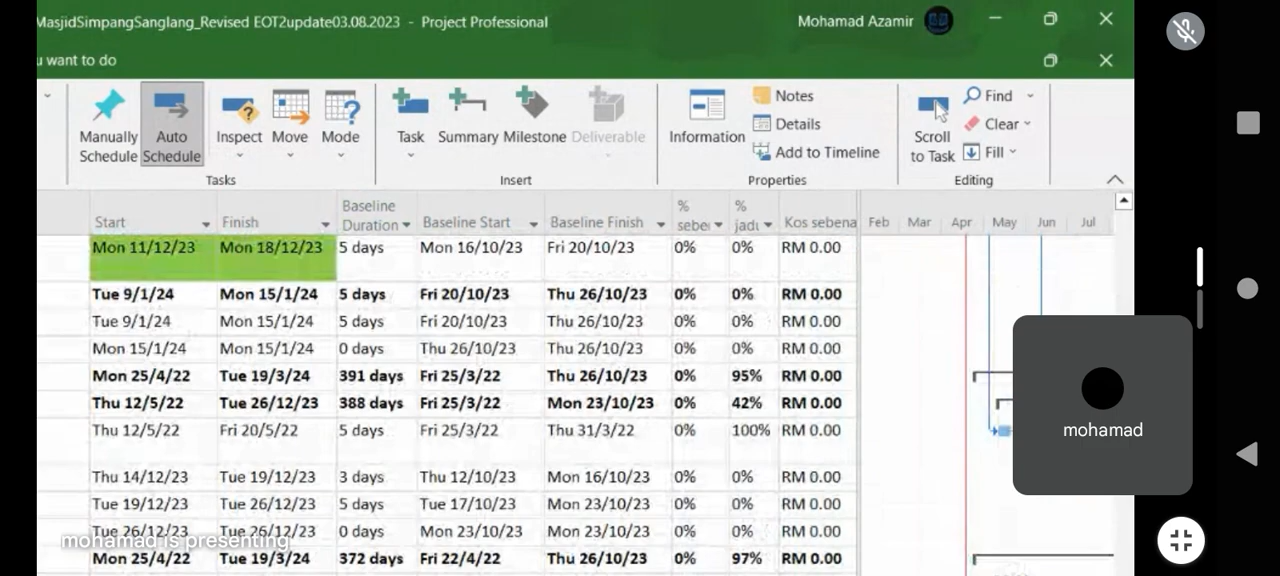 MasjidSimpangSanglang_Revised EOT2update03.08.2023 - Project Professional
Mohamad Azamir
u want to do
Manually Schedule
Auto Schedule
Inspect
Move
Mode
Task
Summary
Milestone
Deliverable
Information
Notes
Details
Add to Timeline
Scroll to Task
Find
Clear
Fill
Tasks
Insert
Properties
Editing
Start Finish Baseline Duration Baseline Start Baseline Finish % sebe % jadu Kos sebena Feb Mar Apr May Jun Jul
Mon 11/12/23 Mon 18/12/23 5 days Mon 16/10/23 Fri 20/10/23 0% 0% RM 0.00
Tue 9/1/24 Mon 15/1/24 5 days Fri 20/10/23 Thu 26/10/23 0% 0% RM 0.00
Tue 9/1/24 Mon 15/1/24 5 days Fri 20/10/23 Thu 26/10/23 0% 0% RM 0.00
Mon 15/1/24 Mon 15/1/24 0 days Thu 26/10/23 Thu 26/10/23 0% 0% RM 0.00
Mon 25/4/22 Tue 19/3/24 391 days Fri 25/3/22 Thu 26/10/23 0% 95% RM 0.00
Thu 12/5/22 Tue 26/12/23 388 days Fri 25/3/22 Mon 23/10/23 0% 42% RM 0.00
Thu 12/5/22 Fri 20/5/22 5 days Fri 25/3/22 Thu 31/3/22 0% 100% RM 0.00
Thu 14/12/23 Tue 19/12/23 3 days Thu 12/10/23 Mon 16/10/23 0% 0% RM 0.00
Tue 19/12/23 Tue 26/12/23 5 days Tue 17/10/23 Mon 23/10/23 0% 0% RM 0.00
Tue 26/12/23 Tue 26/12/23 0 days Mon 23/10/23 Mon 23/10/23 0% 0% RM 0.00
Mon 25/4/22 Tue 19/3/24 372 days Fri 22/4/22 Thu 26/10/23 0% 97% RM 0.00
mohamad
mohamad is presenting